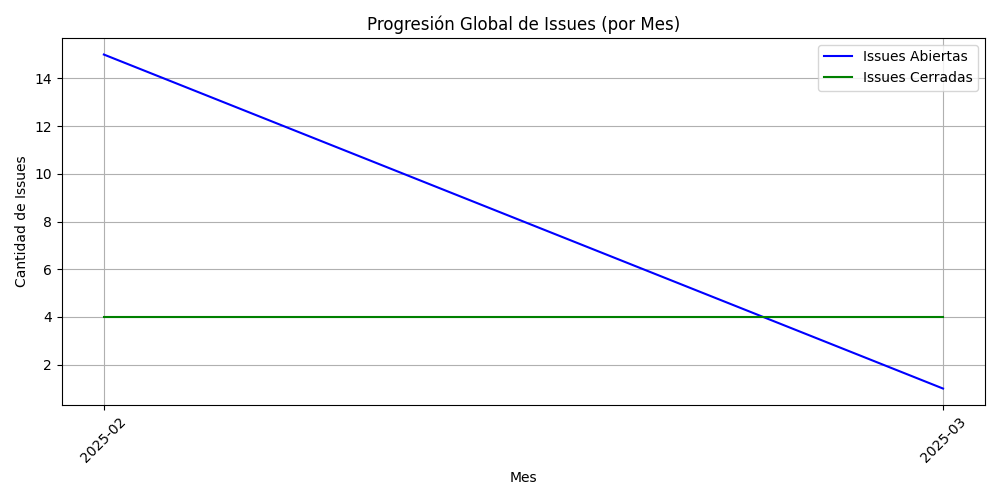 Progresión Global de Issues (por Mes)
Issues Abiertas
Issues Cerradas
Cantidad de Issues
14
12
10
8
6
4
2
2025-02
2025-03
Mes